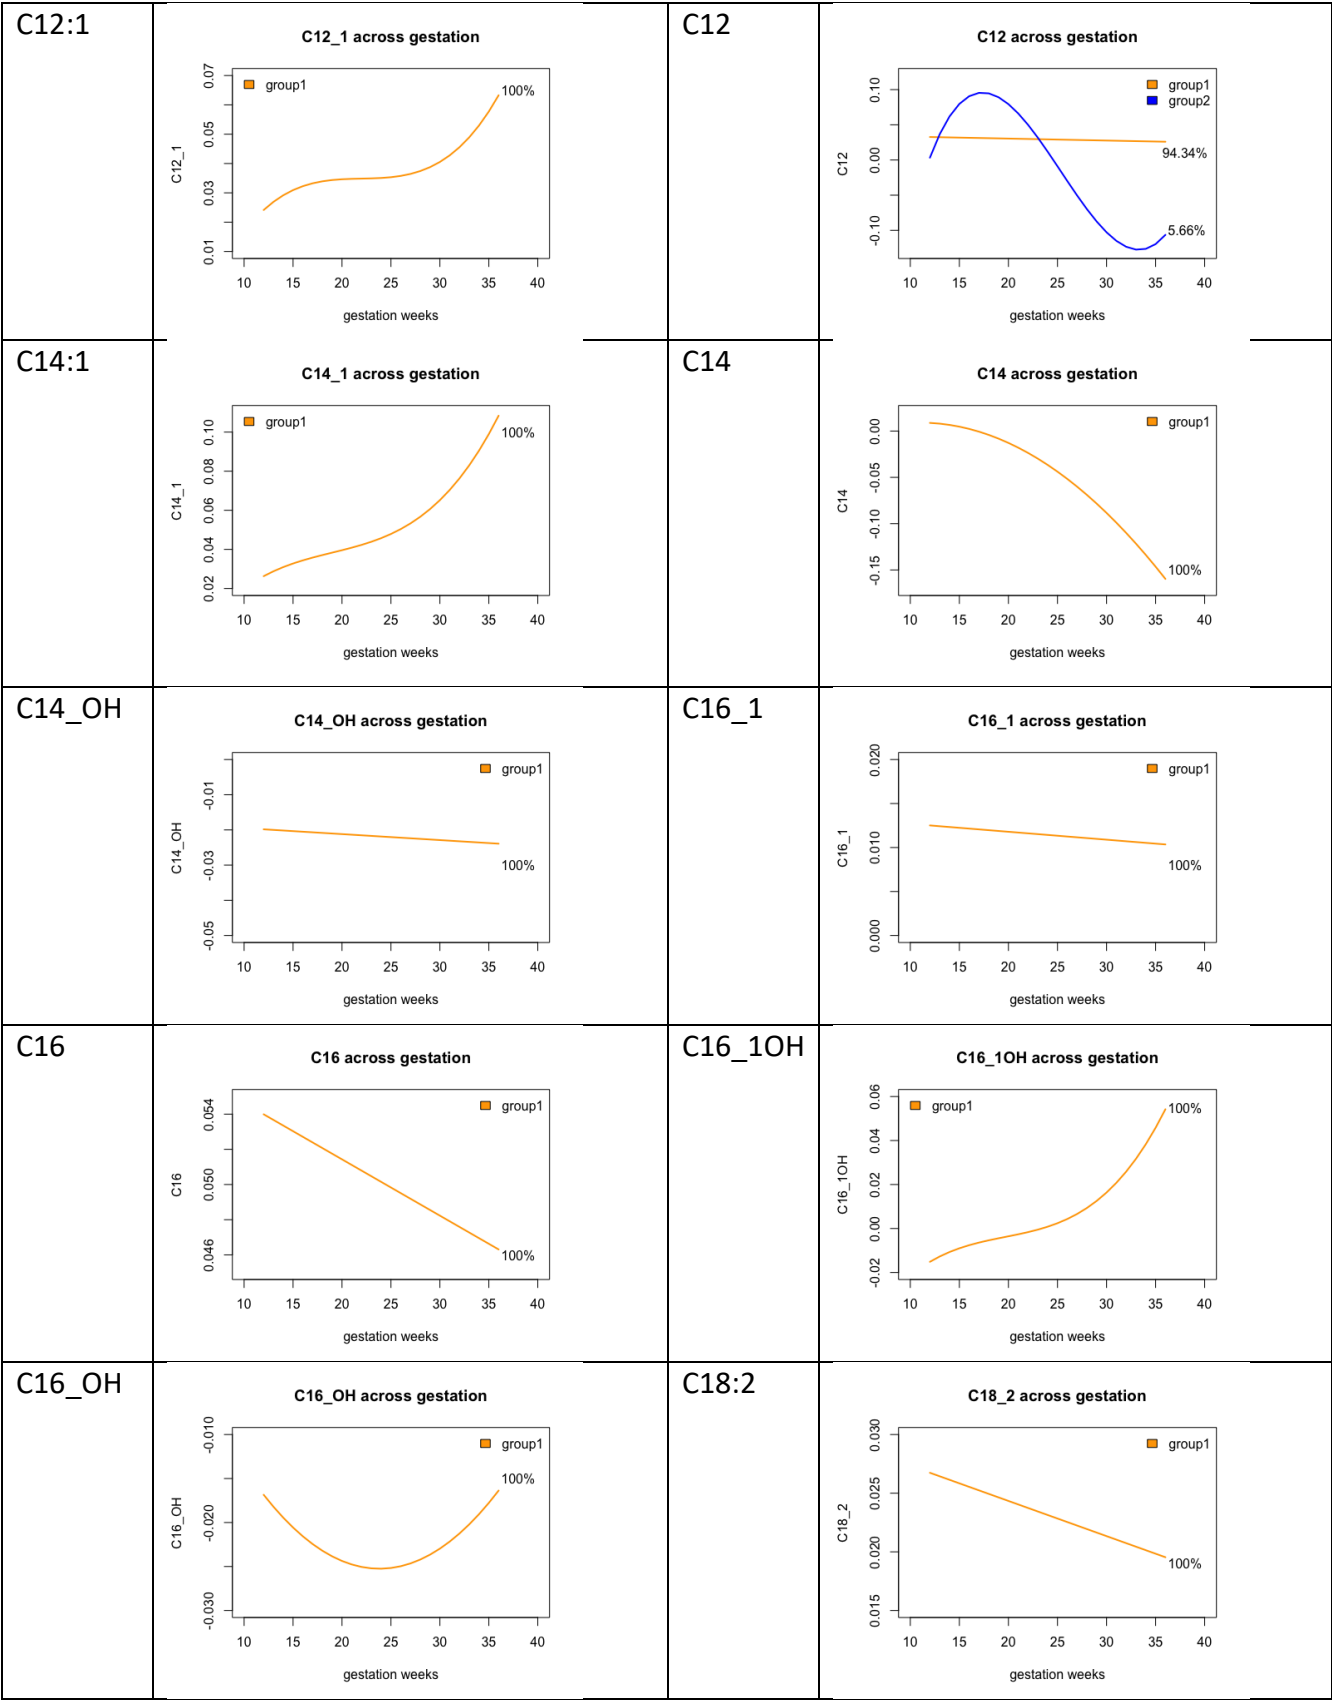 C12:1
C12_1 across gestation
group1
100%
0.07
0.05
0.03
0.01
C12_1
10 15 20 25 30 35 40
gestation weeks
C12
C12 across gestation
group1
group2
94.34%
5.66%
0.10
0.00
-0.10
C12
10 15 20 25 30 35 40
gestation weeks
C14:1
C14_1 across gestation
group1
100%
0.10
0.08
0.06
0.04
0.02
C14_1
10 15 20 25 30 35 40
gestation weeks
C14
C14 across gestation
group1
100%
0.00
-0.05
-0.10
-0.15
C14
10 15 20 25 30 35 40
gestation weeks
C14_OH
C14_OH across gestation
group1
100%
-0.01
-0.03
-0.05
C14_OH
10 15 20 25 30 35 40
gestation weeks
C16_1
C16_1 across gestation
group1
100%
0.020
0.010
0.000
C16_1
10 15 20 25 30 35 40
gestation weeks
C16
C16 across gestation
group1
100%
0.054
0.050
0.046
C16
10 15 20 25 30 35 40
gestation weeks
C16_1OH
C16_1OH across gestation
group1
100%
0.06
0.04
0.02
0.00
-0.02
C16_1OH
10 15 20 25 30 35 40
gestation weeks
C16_OH
C16_OH across gestation
group1
100%
-0.010
-0.020
-0.030
C16_OH
10 15 20 25 30 35 40
gestation weeks
C18:2
C18_2 across gestation
group1
100%
0.030
0.025
0.020
0.015
C18_2
10 15 20 25 30 35 40
gestation weeks